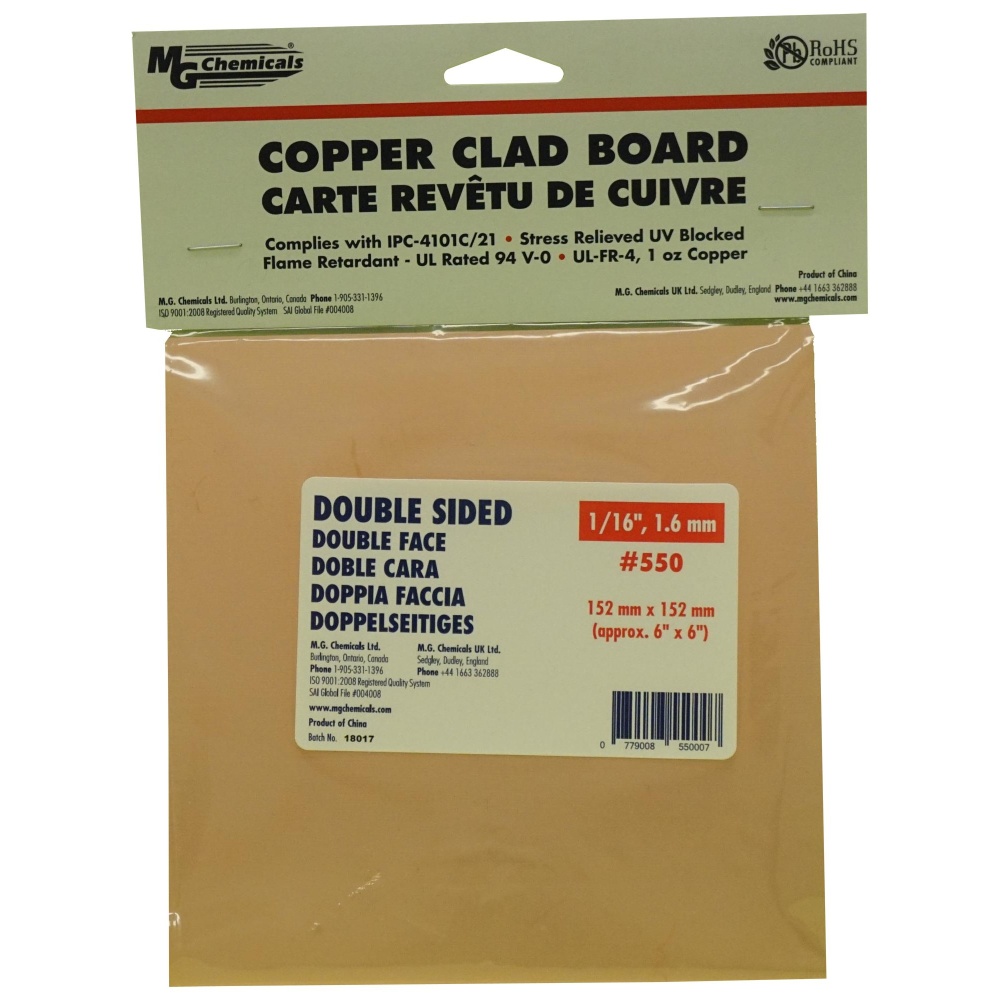 MG Chemicals®
Pb RoHS
COMPLIANT
COPPER CLAD BOARD
CARTE REVÊTU DE CUIVRE
Complies with IPC-4101C/21 • Stress Relieved UV Blocked
Flame Retardant - UL Rated 94 V-0 • UL-FR-4, 1 oz Copper
Product of China
M.G. Chemicals Ltd. Burlington, Ontario, Canada Phone 1-905-331-1396
ISO 9001:2008 Registered Quality System SAI Global File #004008
M.G. Chemicals UK Ltd. Sedgley, Dudley, England Phone +44 1663 362888
www.mgchemicals.com
DOUBLE SIDED
DOUBLE FACE
DOBLE CARA
DOPPIA FACCIA
DOPPELSEITIGES
1/16", 1.6 mm
#550
152 mm x 152 mm
(approx. 6" x 6")
M.G. Chemicals Ltd.
Burlington, Ontario, Canada
Phone 1-905-331-1396
ISO 9001:2008 Registered Quality System
SAI Global File #004008
www.mgchemicals.com
Product of China
Batch No. 18017
M.G. Chemicals UK Ltd.
Sedgley, Dudley, England
Phone +44 1663 362888
0 779008 550007